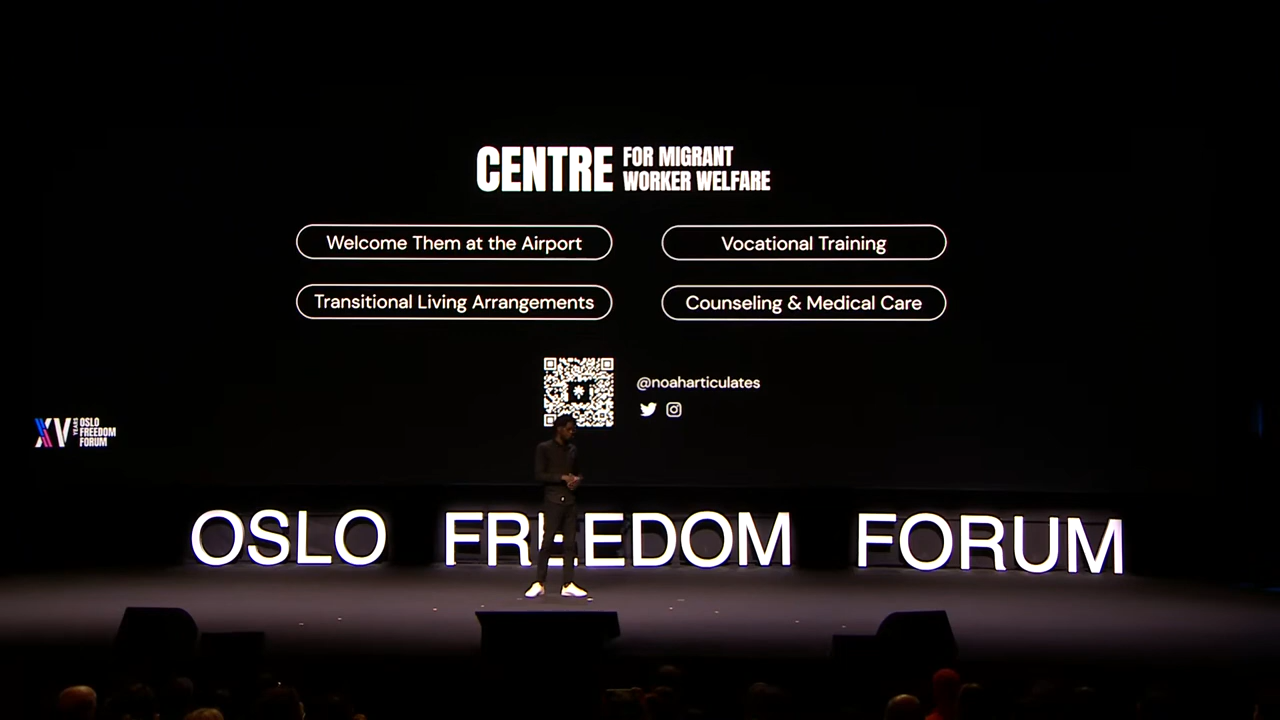 CENTRE FOR MIGRANT
WORKER WELFARE
Welcome Them at the Airport
Vocational Training
Transitional Living Arrangements
Counseling & Medical Care
@noaharticulates
XV YEARS OSLO
FREEDOM
FORUM
OSLO FREEDOM FORUM